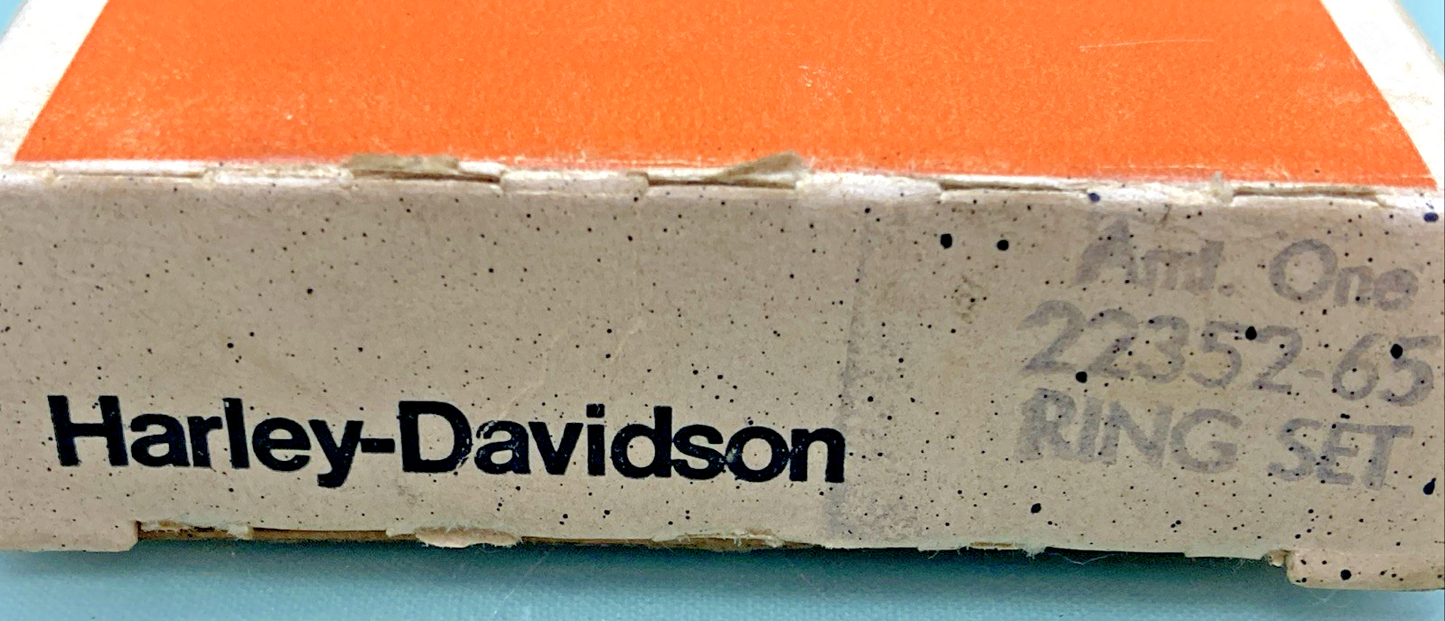 Harley-Davidson
Amt. One
22352-65
RING SET